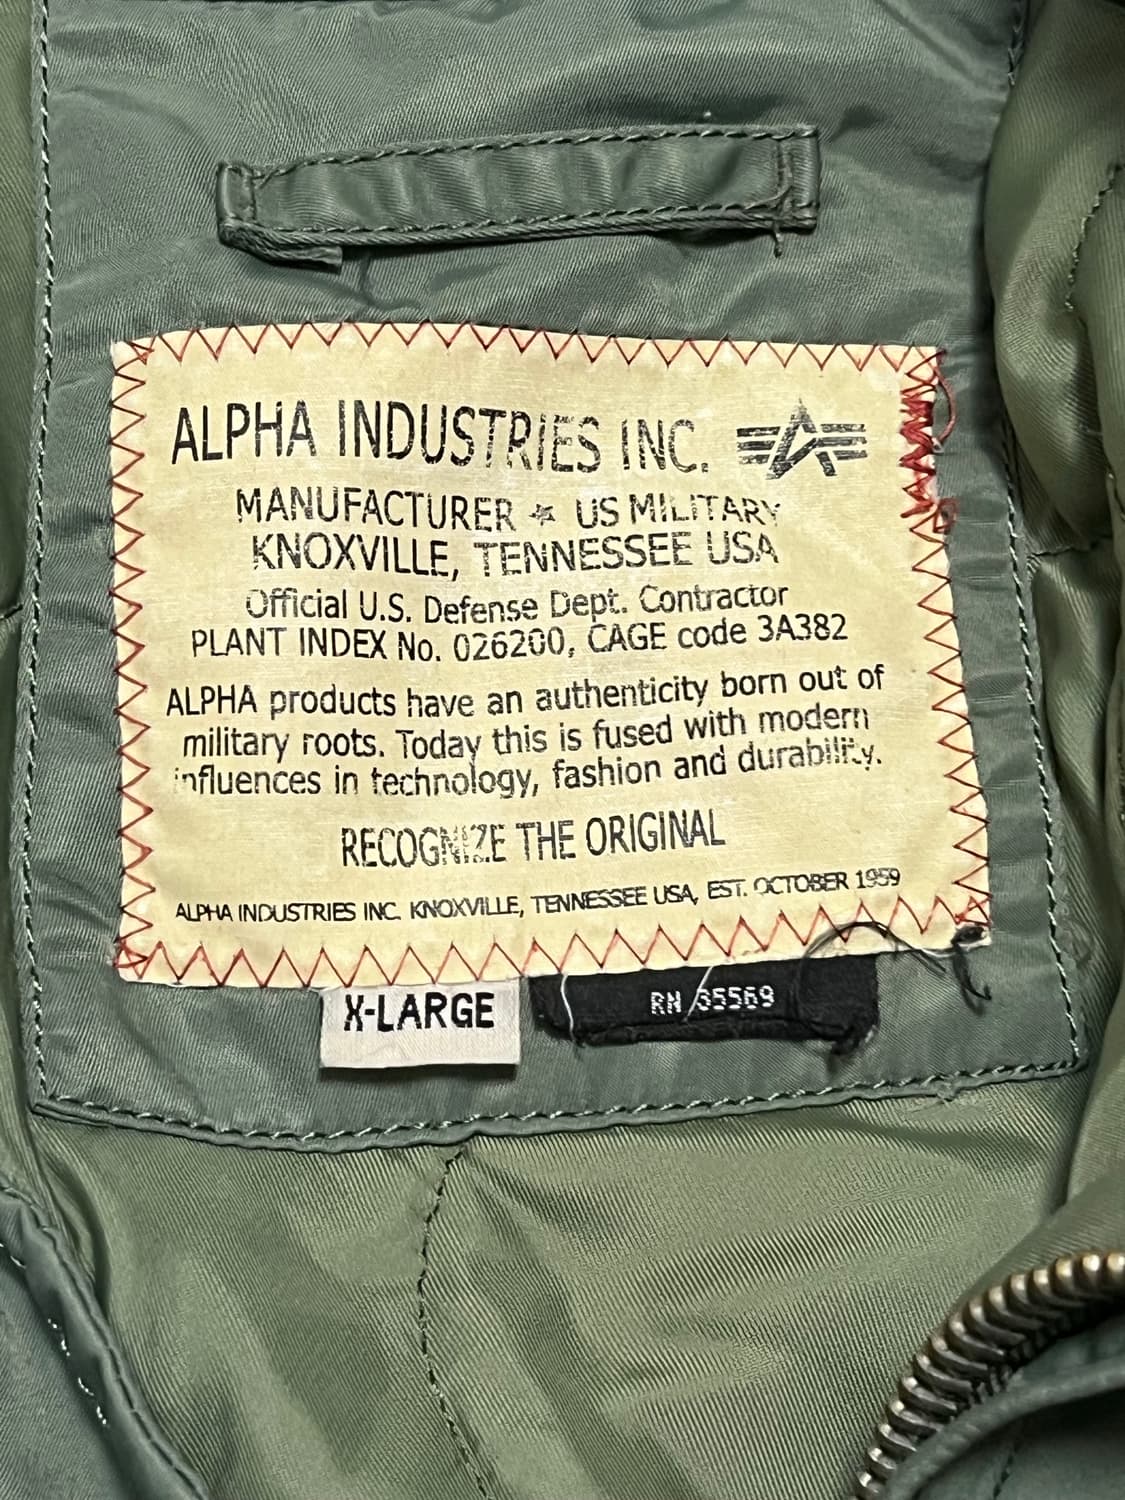 ALPHA INDUSTRIES INC.
MANUFACTURER ★ US MILITARY
KNOXVILLE, TENNESSEE USA
Official U.S. Defense Dept. Contractor
PLANT INDEX No. 026200, CAGE code 3A382
ALPHA products have an authenticity born out of
military roots. Today this is fused with modern
influences in technology, fashion and durability.
RECOGNIZE THE ORIGINAL
ALPHA INDUSTRIES INC. KNOXVILLE, TENNESSEE USA, EST. OCTOBER 1959
X-LARGE
RN 35569